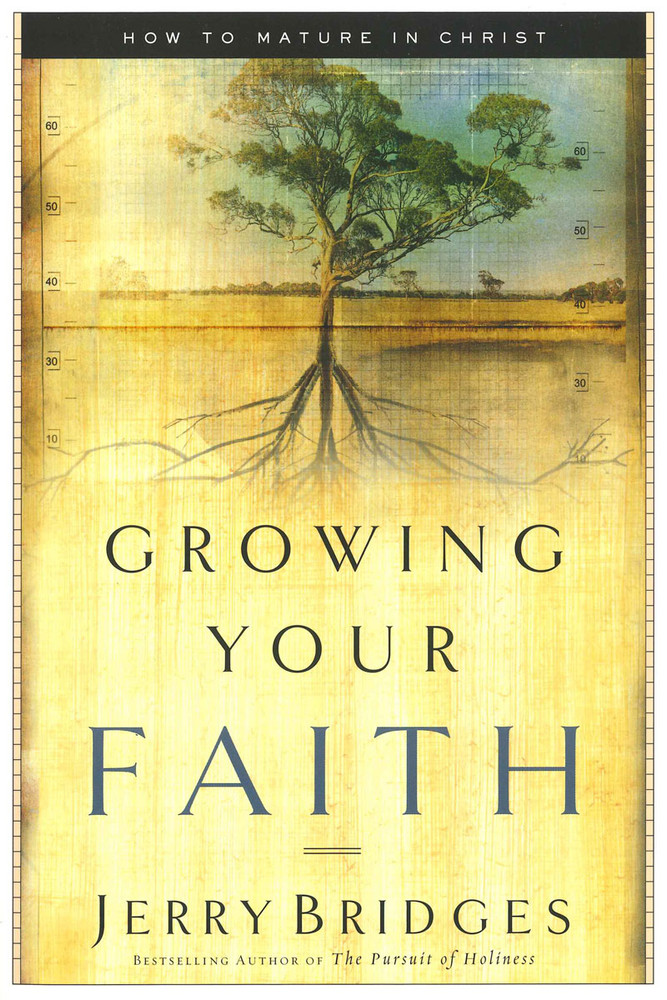 HOW TO MATURE IN CHRIST
60
60
50
50
40
40
30
30
10
10
GROWING
YOUR
FAITH
JERRY BRIDGES
BESTSELLING AUTHOR OF The Pursuit of Holiness